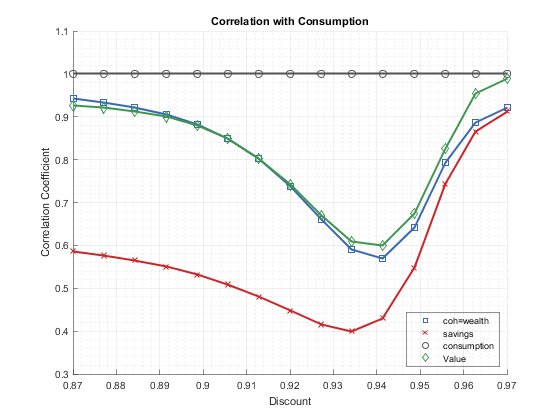 Correlation with Consumption
1.1
1
0.9
0.8
0.7
0.6
0.5
0.4
0.3
Correlation Coefficient
coh=wealth
savings
consumption
Value
0.87 0.88 0.89 0.9 0.91 0.92 0.93 0.94 0.95 0.96 0.97
Discount